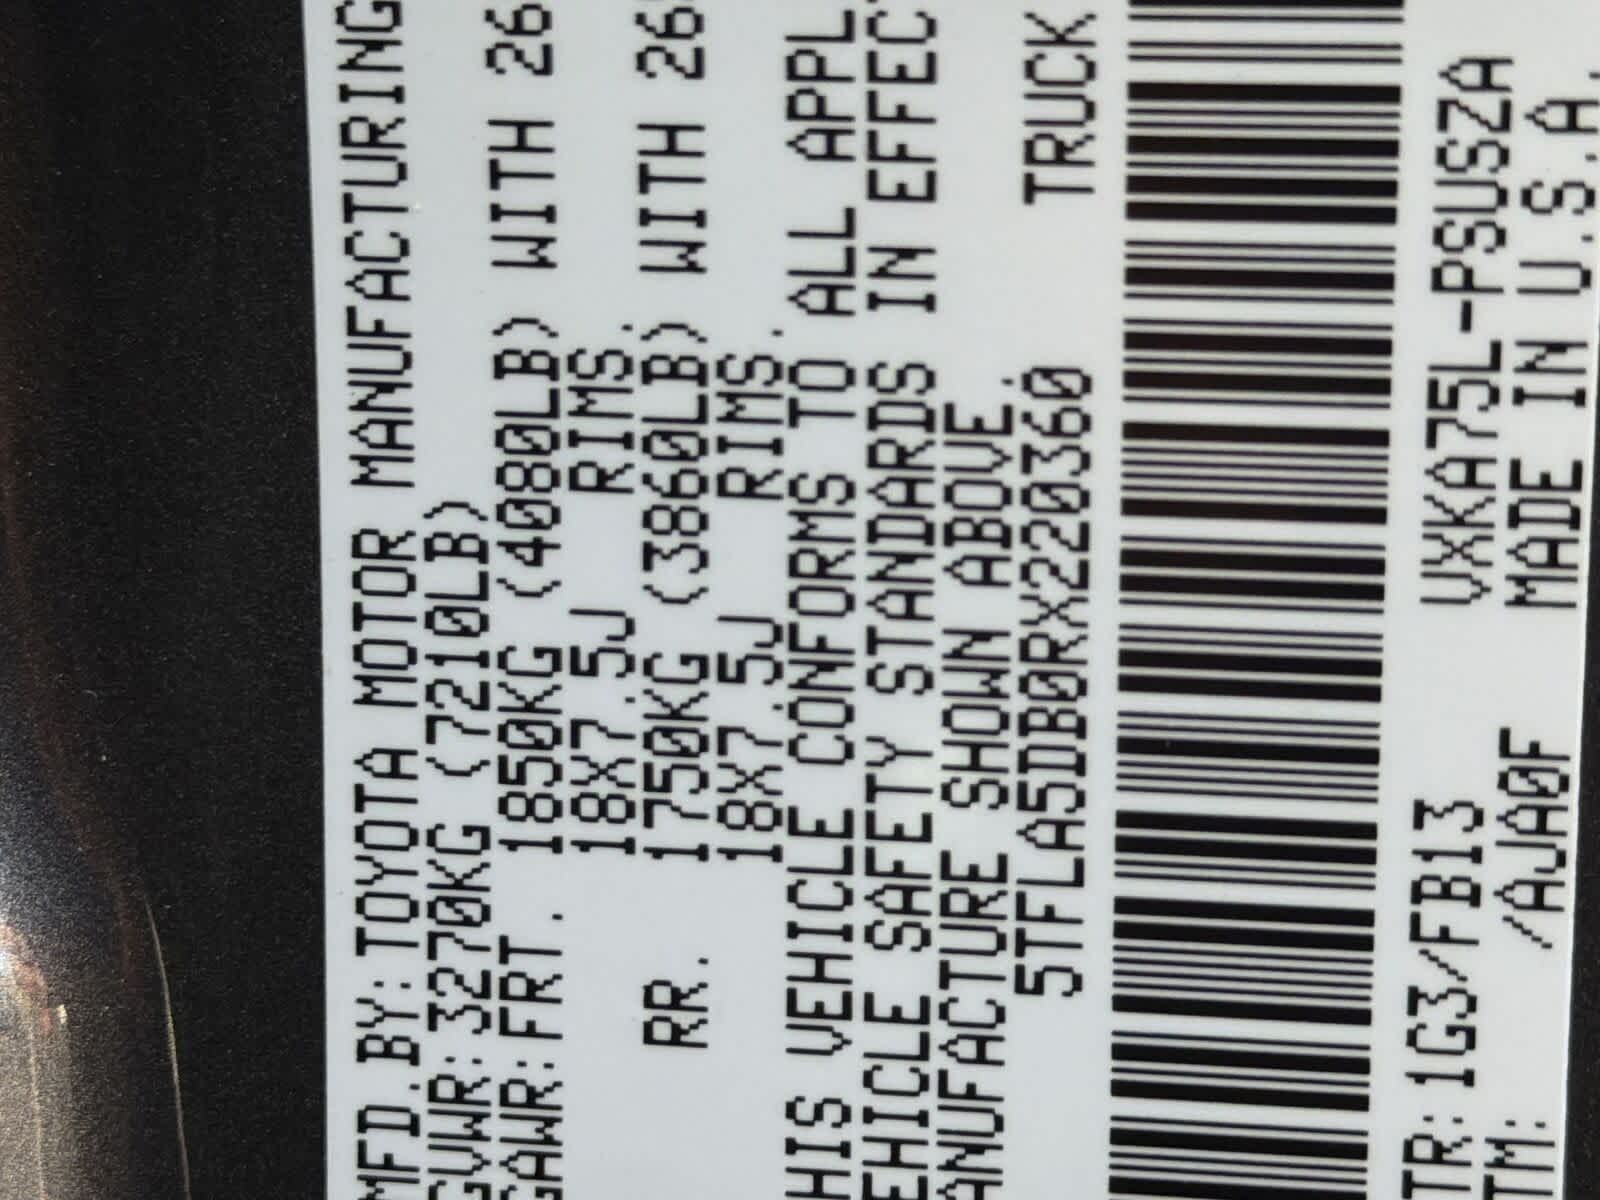 MFD.BY:TOYOTA MOTOR MANUFACTURING
GVWR:3270KG (7210LB)
GAWR:FRT. 1850KG (4080LB) WITH 26
18X7.5J RIMS.
RR. 1750KG (3860LB) WITH 26
18X7.5J RIMS.
HIS VEHICLE CONFORMS TO ALL APPL
EHICLE SAFETY STANDARDS IN EFFEC
ANUFACTURE SHOWN ABOVE.
5TFLA5DB0RX220360 TRUCK
TR: 1G3/FB13 VXKA75L-PSUSZA
TM: /AJA0F MADE IN U.S.A.